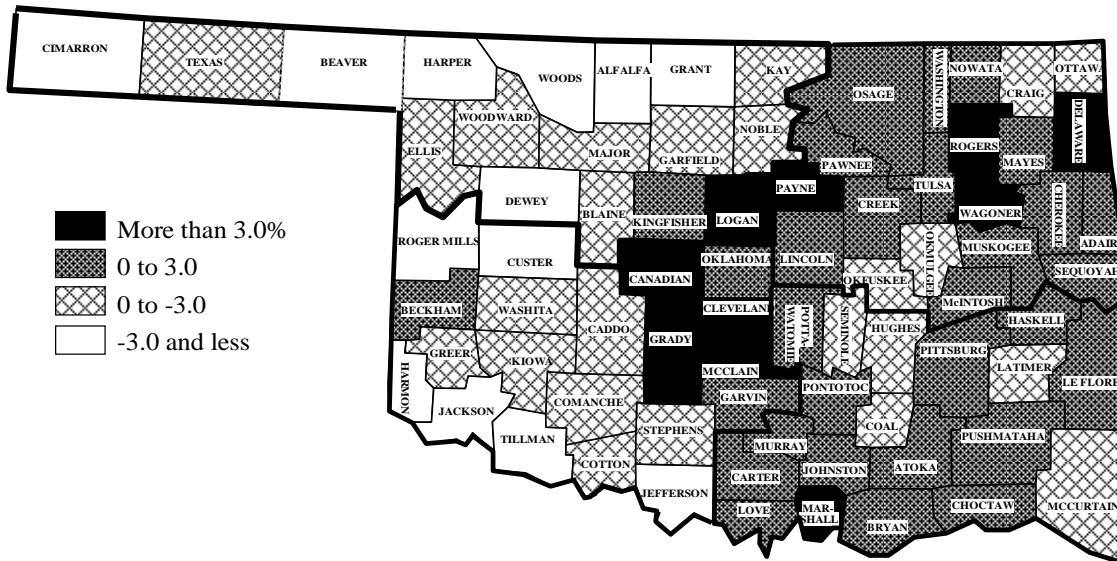 CIMARRON
TEXAS
BEAVER
HARPER
WOODS
ALFALFA
GRANT
KAY
OSAGE
WASHINGTON
NOWATA
CRAIG
OTTAWA
DELAWARE
WOODWARD
ELLIS
MAJOR
GARFIELD
NOBLE
PAWNEE
ROGERS
MAYES
DEWEY
BLAINE
KINGFISHER
LOGAN
PAYNE
CREEK
TULSA
WAGONER
CHEROKEE
ADAIR
More than 3.0%
0 to 3.0
0 to -3.0
-3.0 and less
ROGER MILLS
CUSTER
CANADIAN
OKLAHOMA
LINCOLN
OKFUSKEE
OKMULGEE
MUSKOGEE
SEQUOYAH
McINTOSH
BECKHAM
WASHITA
CADDO
GRADY
CLEVELAND
POTTA-
WATOMIE
SEMINOLE
HUGHES
PITTSBURG
HASKELL
LATIMER
LE FLORE
GREER
KIOWA
HARMON
JACKSON
TILLMAN
COMANCHE
COTTON
STEPHENS
JEFFERSON
MCCLAIN
GARVIN
PONTOTOC
COAL
MURRAY
CARTER
JOHNSTON
ATOKA
PUSHMATAHA
LOVE
MAR-
SHALL
BRYAN
CHOCTAW
MCCURTAIN